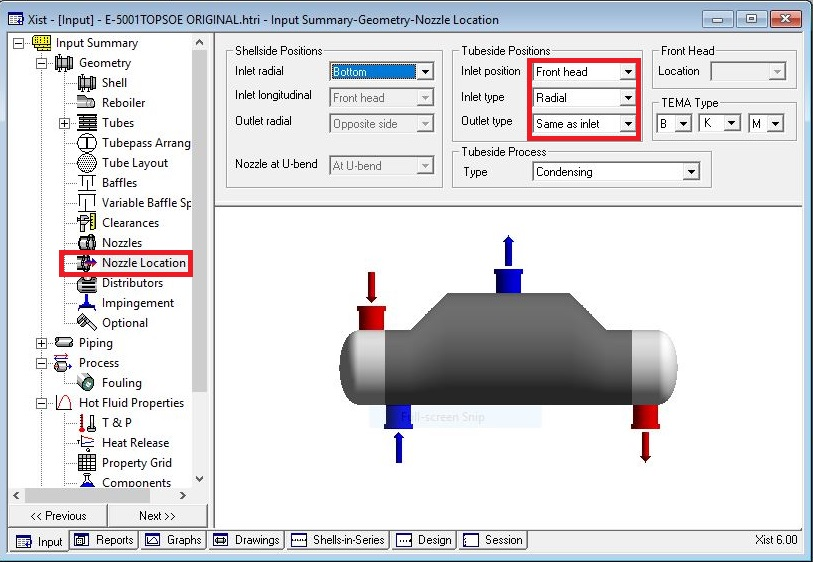 Xist - [Input] - E-5001TOPSOE ORIGINAL.htri - Input Summary-Geometry-Nozzle Location
Input Summary
Geometry
Shell
Reboiler
Tubes
Tubepass Arrang
Tube Layout
Baffles
Variable Baffle Sp
Clearances
Nozzles
Nozzle Location
Distributors
Impingement
Optional
Piping
Process
Fouling
Hot Fluid Properties
T & P
Heat Release
Property Grid
Components
<< Previous
Next >>
Shellside Positions
Inlet radial Bottom
Inlet longitudinal Front head
Outlet radial Opposite side
Nozzle at U-bend At U-bend
Tubeside Positions
Inlet position Front head
Inlet type Radial
Outlet type Same as inlet
Front Head
Location
TEMA Type
B K M
Tubeside Process
Type Condensing
Full-screen Snip
Input Reports Graphs Drawings Shells-in-Series Design Session
Xist 6.00